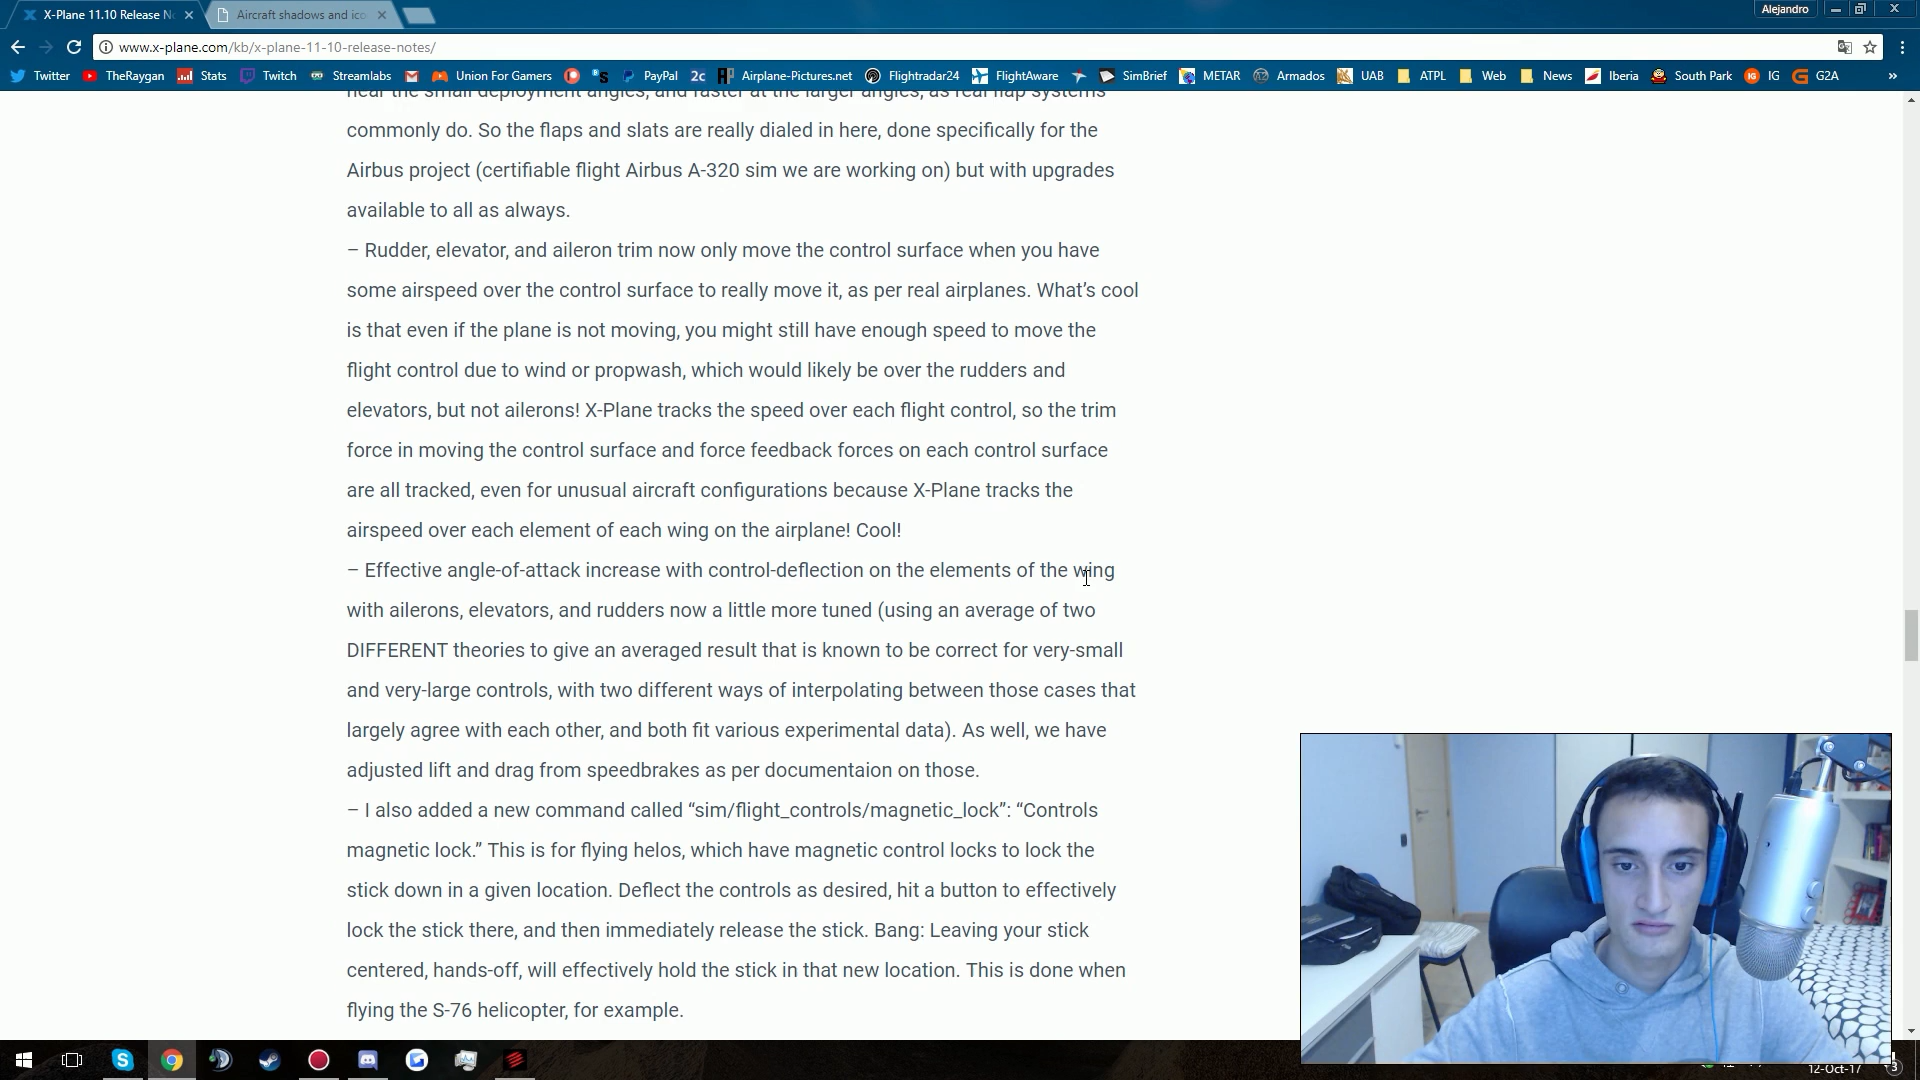 X-Plane 11.10 Release N
Aircraft shadows and ico
Alejandro
www.x-plane.com/kb/x-plane-11-10-release-notes/
Twitter TheRaygan Stats Twitch Streamlabs Union For Gamers PayPal 2c Airplane-Pictures.net Flightradar24 FlightAware SimBrief METAR Armados UAB ATPL Web News Iberia South Park IG G2A »
near the small deployment angles, and faster at the larger angles, as real flap systems
commonly do. So the flaps and slats are really dialed in here, done specifically for the
Airbus project (certifiable flight Airbus A-320 sim we are working on) but with upgrades
available to all as always.
– Rudder, elevator, and aileron trim now only move the control surface when you have
some airspeed over the control surface to really move it, as per real airplanes. What’s cool
is that even if the plane is not moving, you might still have enough speed to move the
flight control due to wind or propwash, which would likely be over the rudders and
elevators, but not ailerons! X-Plane tracks the speed over each flight control, so the trim
force in moving the control surface and force feedback forces on each control surface
are all tracked, even for unusual aircraft configurations because X-Plane tracks the
airspeed over each element of each wing on the airplane! Cool!
– Effective angle-of-attack increase with control-deflection on the elements of the wing
with ailerons, elevators, and rudders now a little more tuned (using an average of two
DIFFERENT theories to give an averaged result that is known to be correct for very-small
and very-large controls, with two different ways of interpolating between those cases that
largely agree with each other, and both fit various experimental data). As well, we have
adjusted lift and drag from speedbrakes as per documentaion on those.
– I also added a new command called “sim/flight_controls/magnetic_lock”: “Controls
magnetic lock.” This is for flying helos, which have magnetic control locks to lock the
stick down in a given location. Deflect the controls as desired, hit a button to effectively
lock the stick there, and then immediately release the stick. Bang: Leaving your stick
centered, hands-off, will effectively hold the stick in that new location. This is done when
flying the S-76 helicopter, for example.
12-Oct-17
3